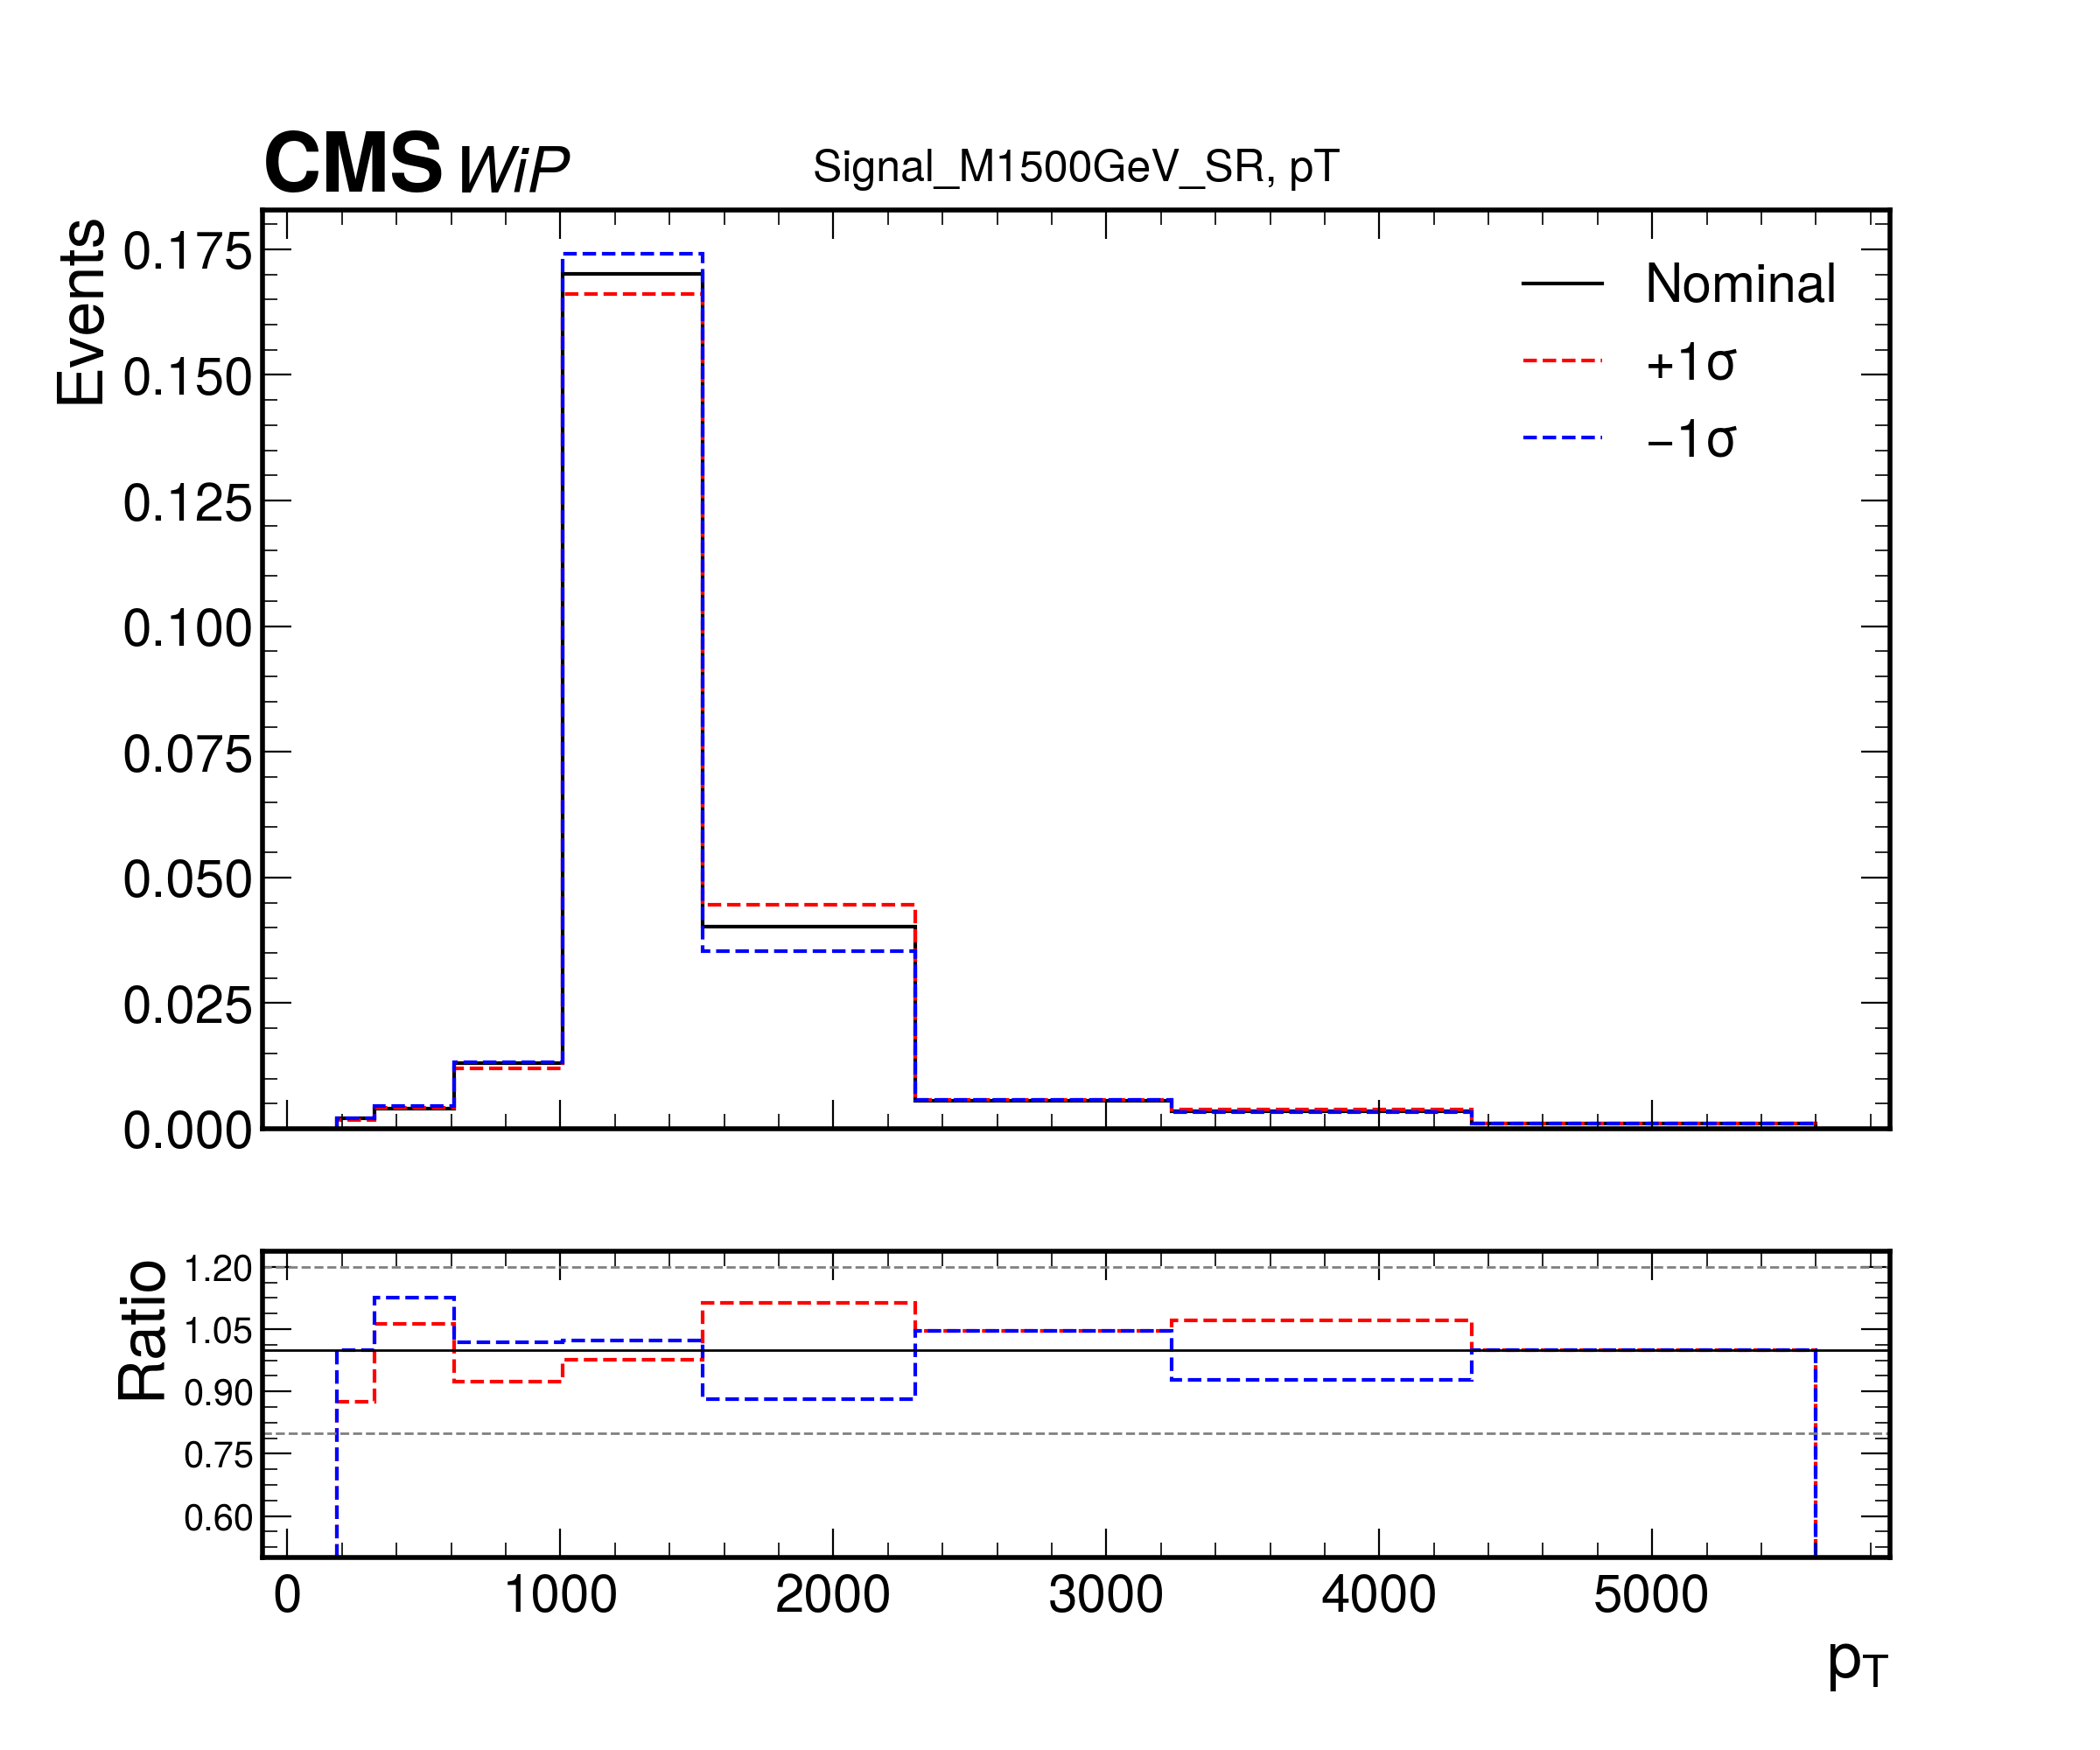 CMS WiP
Signal_M1500GeV_SR, pT
Events
0.175
0.150
0.125
0.100
0.075
0.050
0.025
0.000
Nominal
+1σ
−1σ
Ratio
1.20
1.05
0.90
0.75
0.60
0 1000 2000 3000 4000 5000
pT